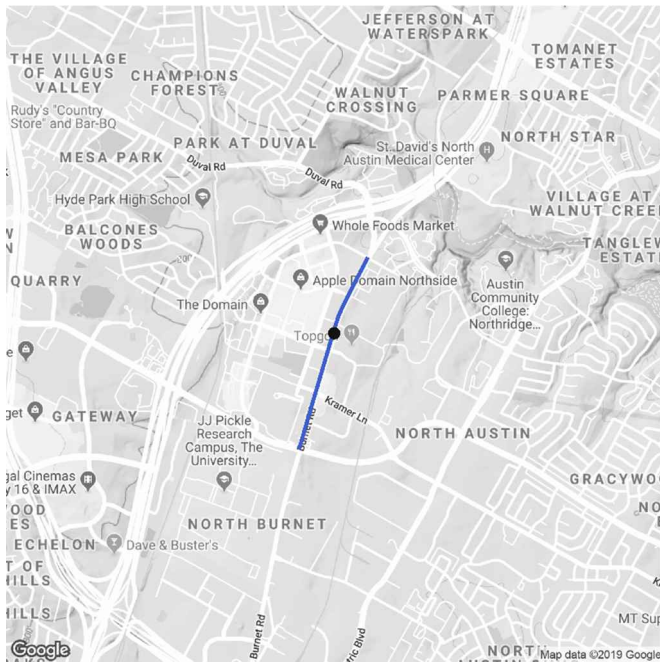 JEFFERSON AT
WATERSPARK
TOMANET
ESTATES
THE VILLAGE
OF ANGUS
VALLEY
CHAMPIONS
FOREST
WALNUT
CROSSING
PARMER SQUARE
Rudy's "Country
Store" and Bar-BQ
PARK AT DUVAL
St. David's North
Austin Medical Center
NORTH STAR
MESA PARK
Duval Rd
Duval Rd
Hyde Park High School
VILLAGE AT
WALNUT CREE
BALCONES
WOODS
Whole Foods Market
TANGLEW
ESTAT
QUARRY
Apple Domain Northside
Austin
Community
College:
Northridge...
The Domain
Topgo
GATEWAY
Kramer Ln
Burnet Rd
JJ Pickle
Research
Campus, The
University...
NORTH AUSTIN
gal Cinemas
y 16 & IMAX
GRACYWO
NORTH BURNET
ECHELON
Dave & Buster's
T OF
HILLS
HILLS
Burnet Rd
tric Blvd
MT Sup
NORTH
Google
Map data ©2019 Google